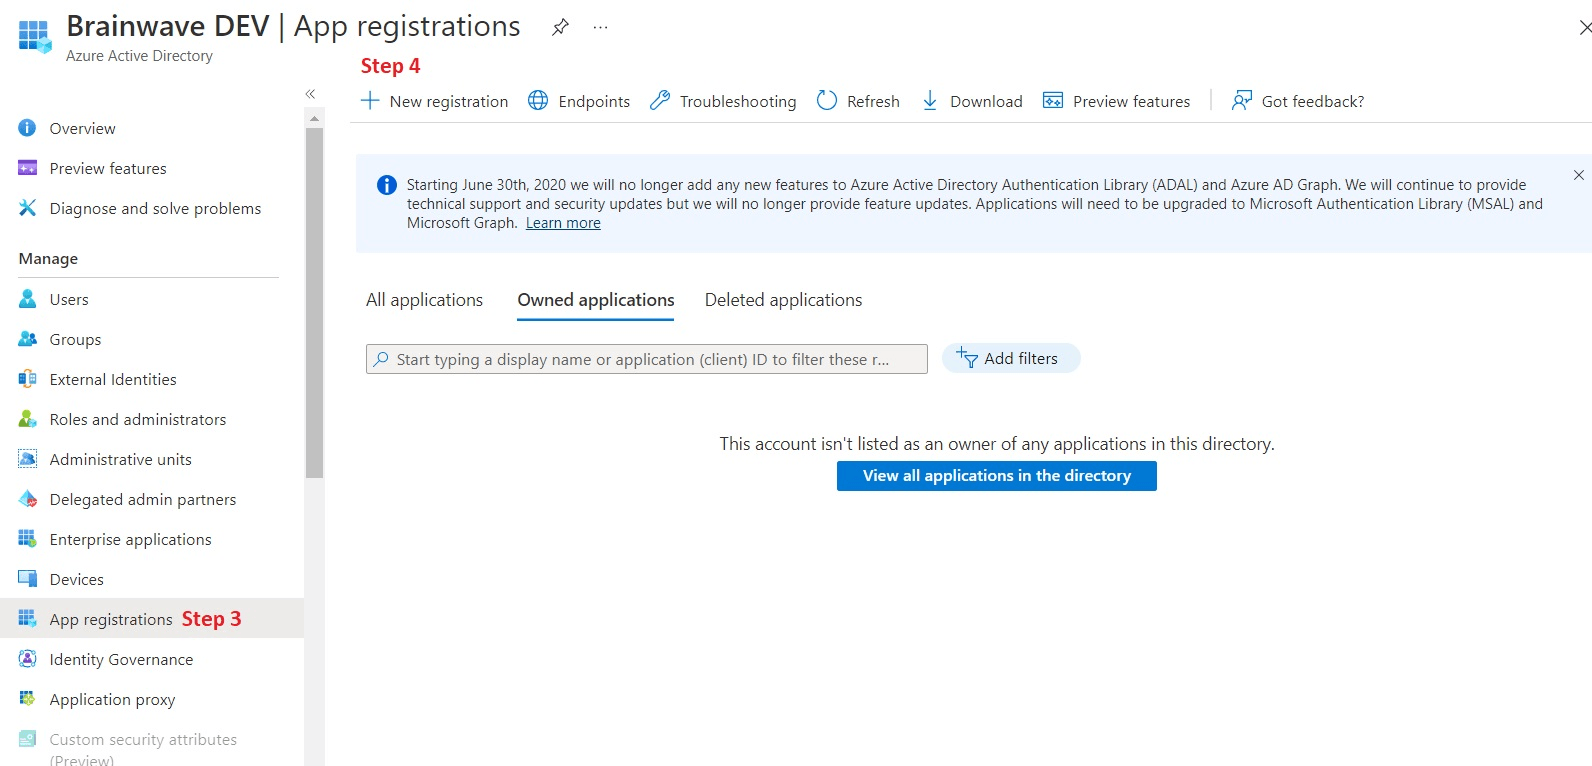 Brainwave DEV | App registrations
Azure Active Directory
Step 4
New registration Endpoints Troubleshooting Refresh Download Preview features Got feedback?
Overview
Preview features
Diagnose and solve problems
Manage
Users
Groups
External Identities
Roles and administrators
Administrative units
Delegated admin partners
Enterprise applications
Devices
App registrations Step 3
Identity Governance
Application proxy
Custom security attributes
(Preview)
Starting June 30th, 2020 we will no longer add any new features to Azure Active Directory Authentication Library (ADAL) and Azure AD Graph. We will continue to provide
technical support and security updates but we will no longer provide feature updates. Applications will need to be upgraded to Microsoft Authentication Library (MSAL) and
Microsoft Graph. Learn more
All applications Owned applications Deleted applications
Start typing a display name or application (client) ID to filter these r... Add filters
This account isn't listed as an owner of any applications in this directory.
View all applications in the directory